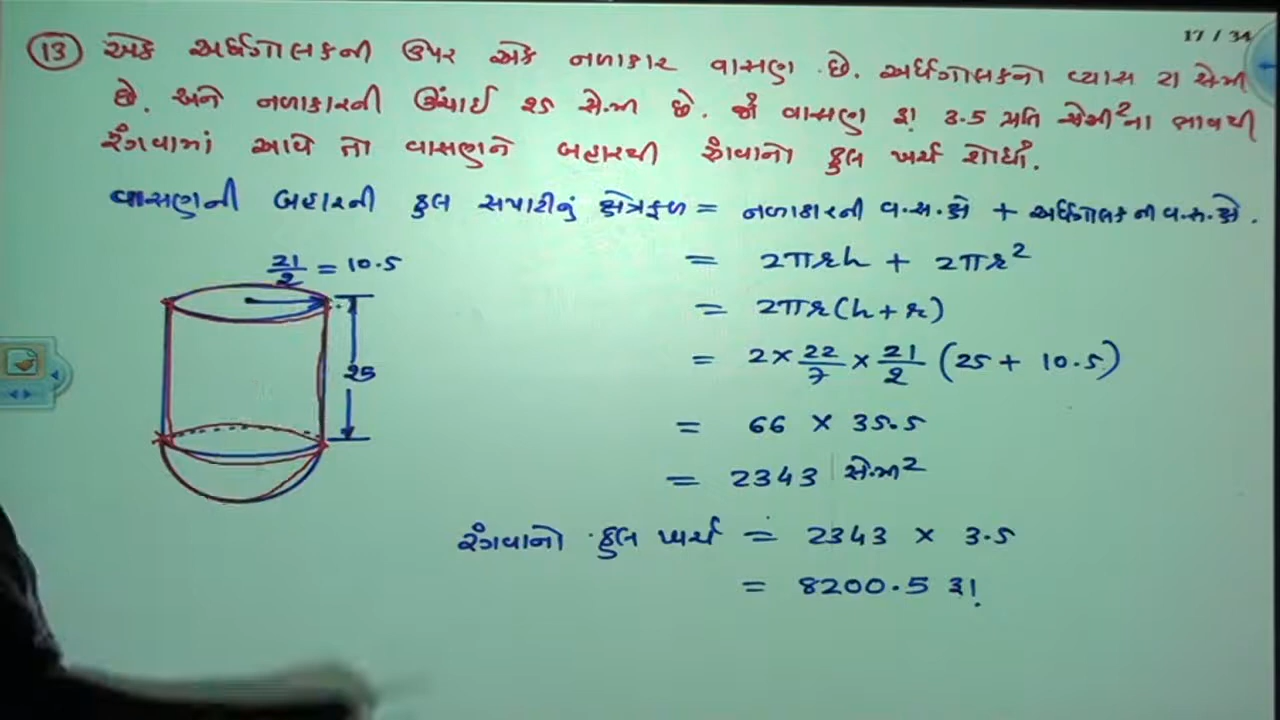 17 / 34
13 એક અર્ધગોલકની ઉપર એક નળાકાર વાસણ છે. અર્ધગોલકનો વ્યાસ ૨૧ સેમી
છે. અને નળાકારની ઊંચાઈ ૨૫ સે.મી છે. જો વાસણ રૂ! 3.5 પ્રતિ સેમી²ના ભાવથી
રંગવામાં આવે તો વાસણને બહારથી રંગવાનો કુલ ખર્ચ શોધો.
વાસણની બહારની કુલ સપાટીનું ક્ષેત્રફળ = નળાકારની વ.સ.ક્ષે + અર્ધગોલકની વ.સ.ક્ષે.
21/2 = 10.5
= 2πrh + 2πr²
= 2πr(h + r)
25
= 2 × 22/7 × 21/2 (25 + 10.5)
= 66 × 35.5
= 2343 સે.મી²
રંગવાનો કુલ ખર્ચ = 2343 × 3.5
= 8200.5 રૂ!